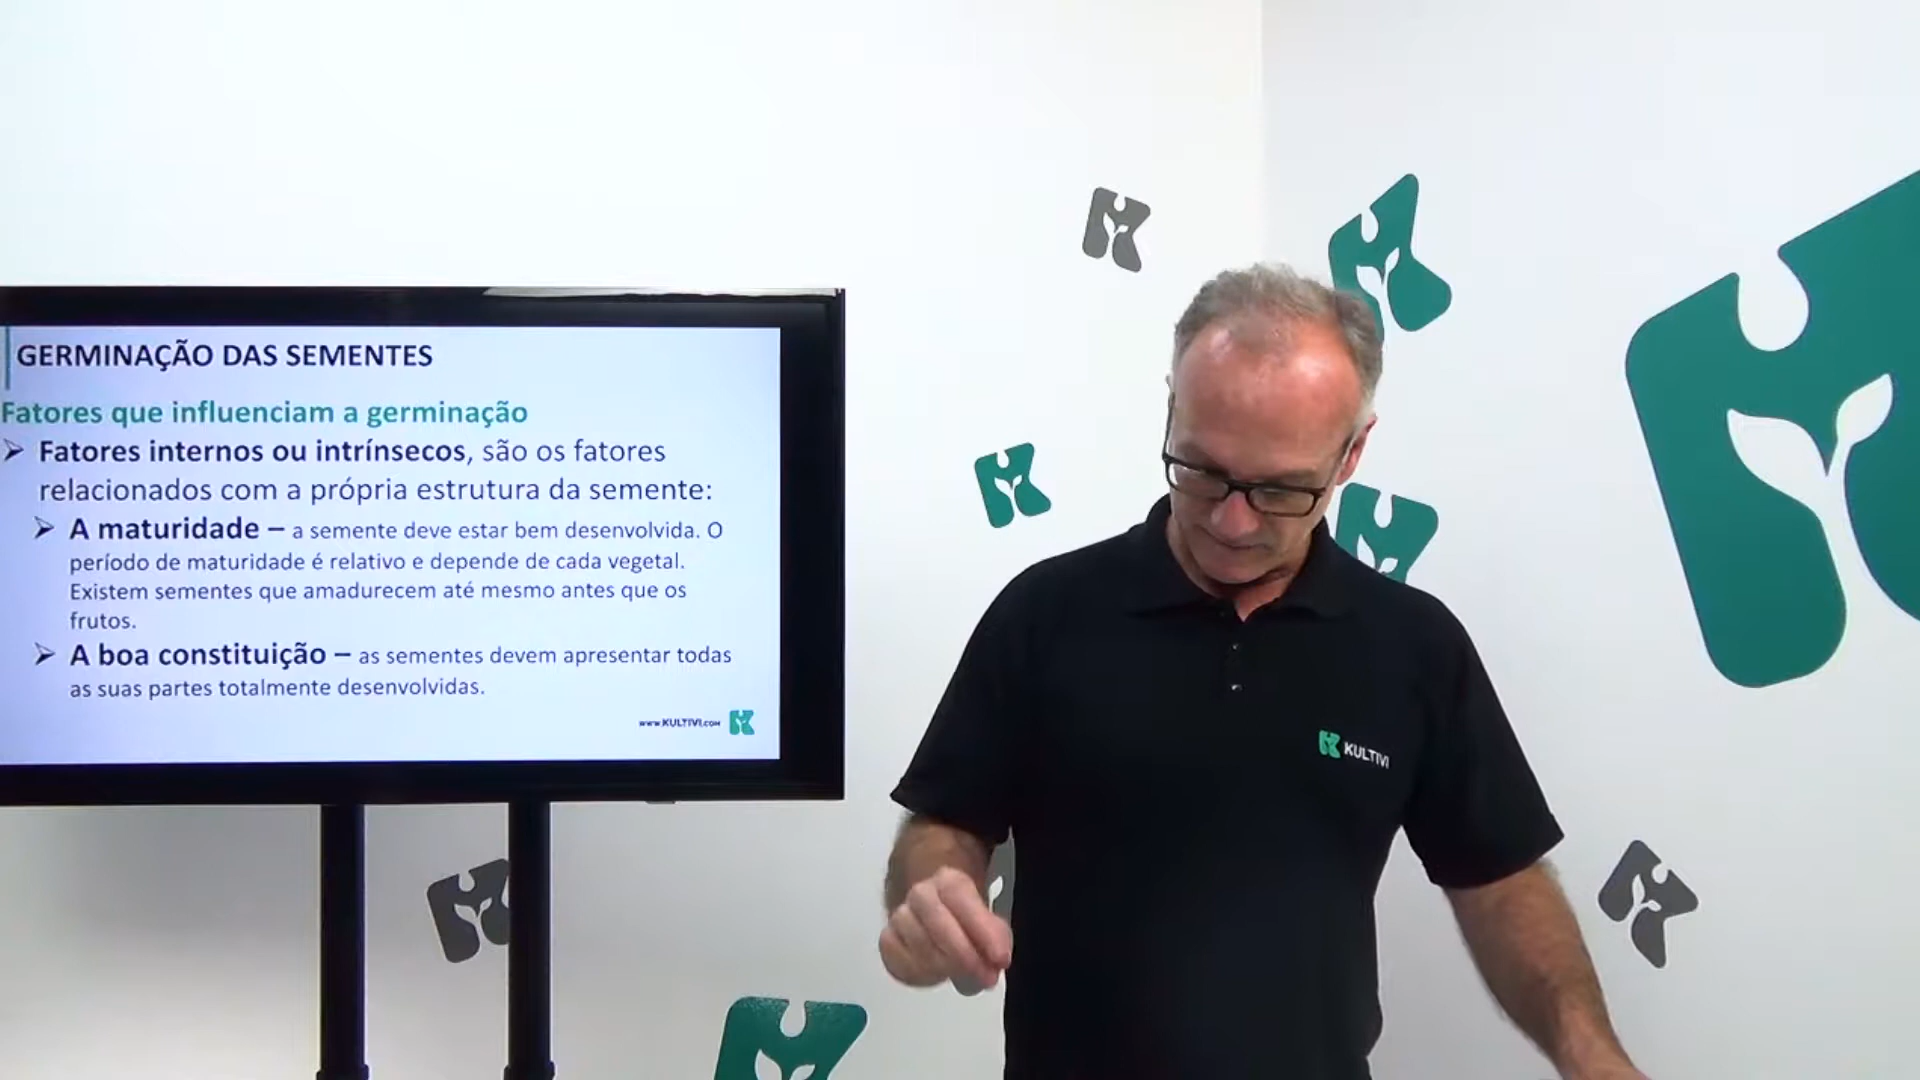 GERMINAÇÃO DAS SEMENTES
Fatores que influenciam a germinação
➢ Fatores internos ou intrínsecos, são os fatores
relacionados com a própria estrutura da semente:
➢ A maturidade – a semente deve estar bem desenvolvida. O
período de maturidade é relativo e depende de cada vegetal.
Existem sementes que amadurecem até mesmo antes que os
frutos.
➢ A boa constituição – as sementes devem apresentar todas
as suas partes totalmente desenvolvidas.
www.KULTIVI.com
KULTIVI